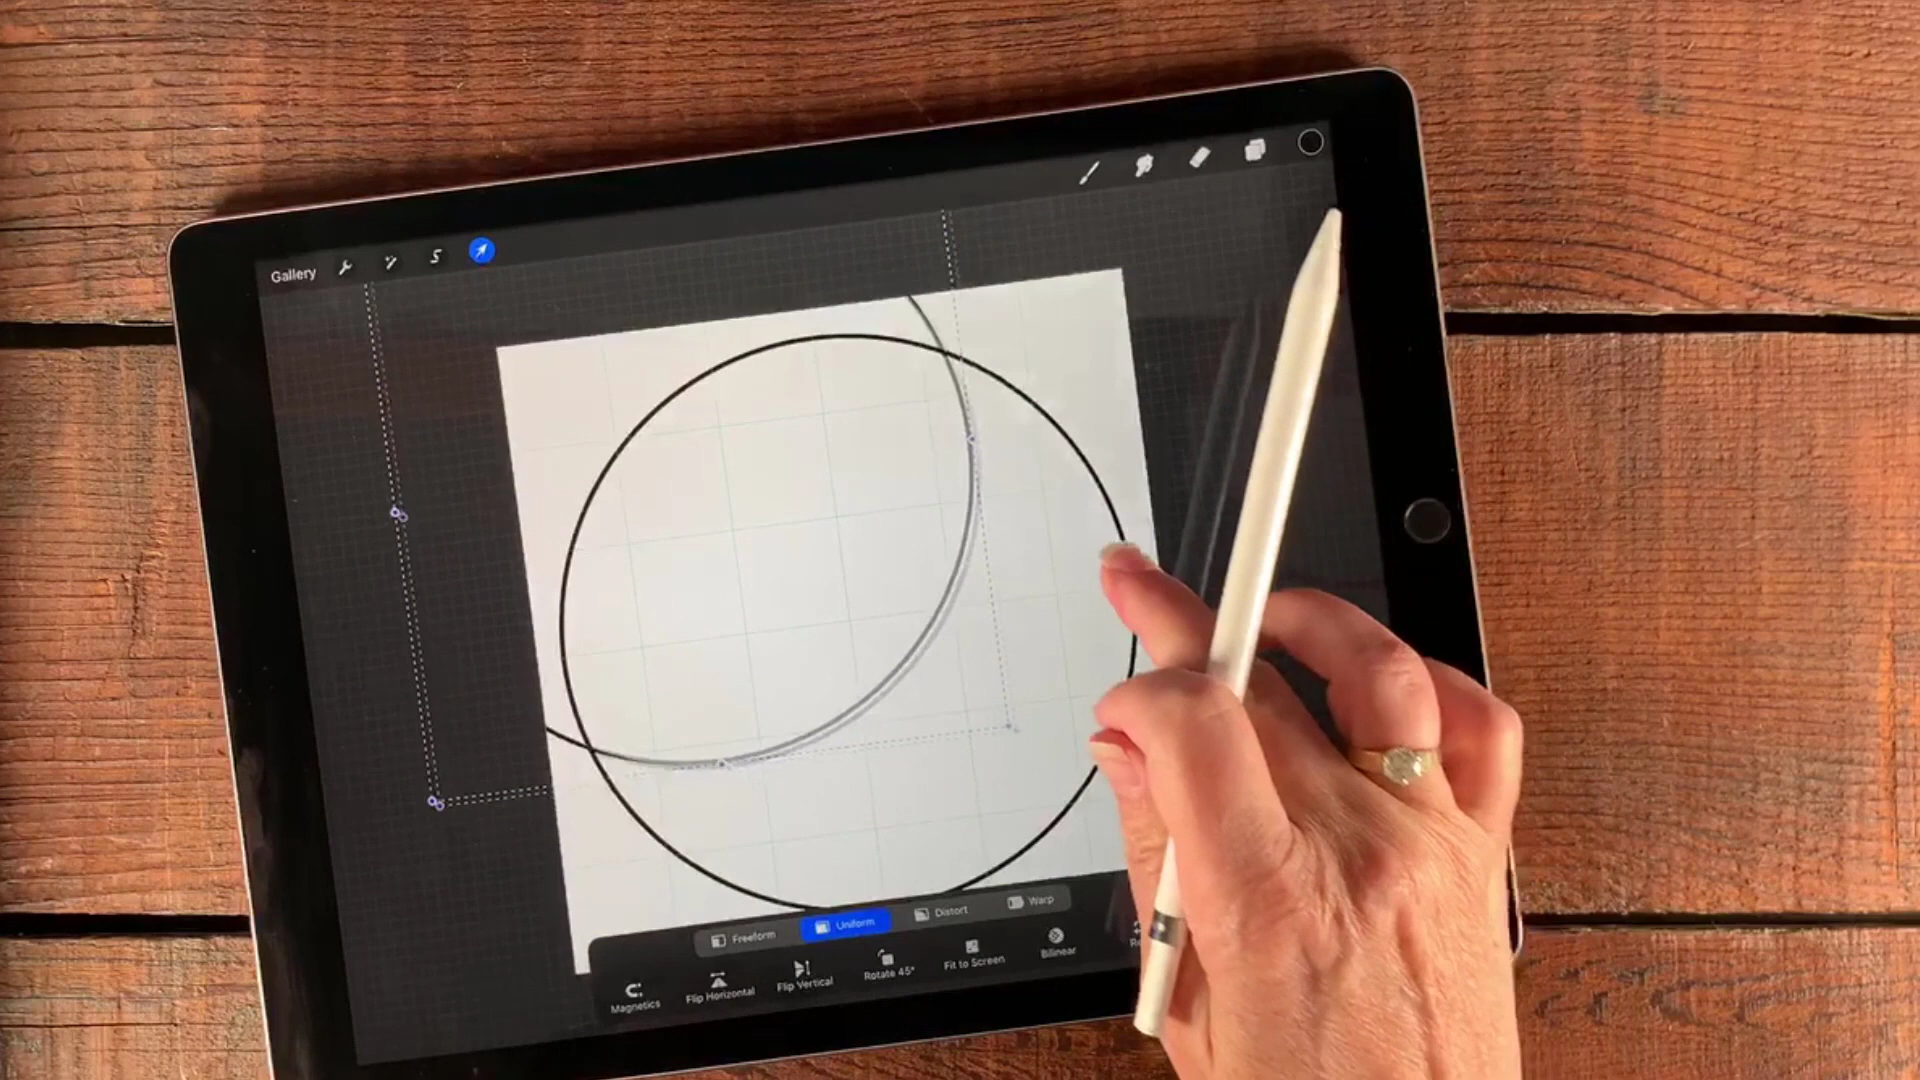 Gallery
Freeform
Uniform
Distort
Warp
Magnetics
Flip Horizontal
Flip Vertical
Rotate 45°
Fit to Screen
Bilinear